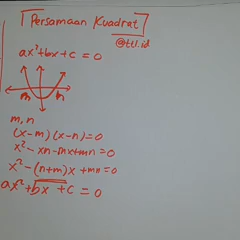 Persamaan Kuadrat
@ttl.id
ax²+bx+c=0
m n
m, n
(x-m)(x-n)=0
x²-xn-mx+mn=0
x²-(n+m)x+mn=0
ax²+bx+c=0